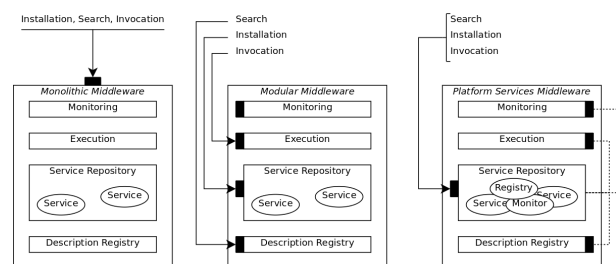 Installation, Search, Invocation
Monolithic Middleware
Monitoring
Execution
Service Repository
Service
Service
Description Registry
Search
Installation
Invocation
Modular Middleware
Monitoring
Execution
Service Repository
Service
Service
Description Registry
Search
Installation
Invocation
Platform Services Middleware
Monitoring
Execution
Service Repository
Registry
Service
Service
Monitor
Description Registry